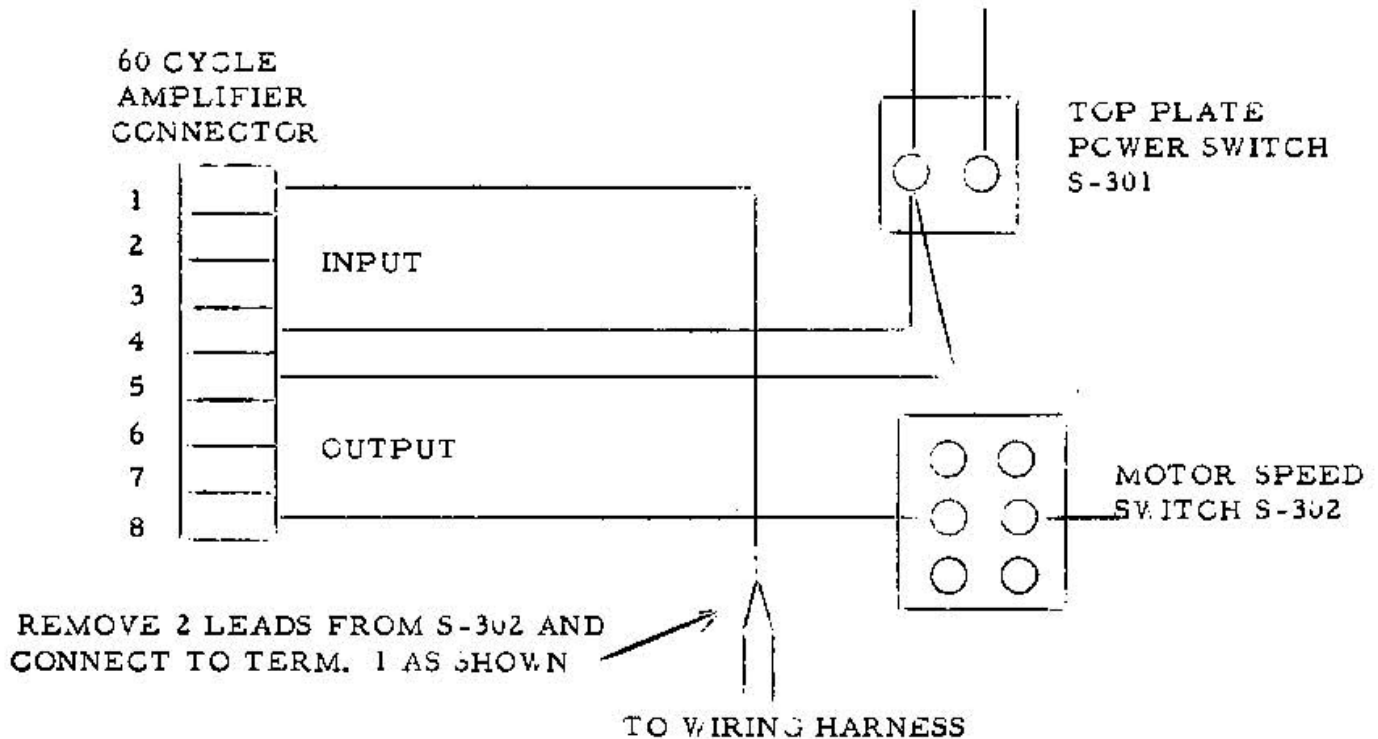 60 CYCLE
AMPLIFIER
CONNECTOR
1
2
3
4
5
6
7
8
INPUT
OUTPUT
TOP PLATE
POWER SWITCH
S-301
MOTOR SPEED
SWITCH S-302
REMOVE 2 LEADS FROM S-302 AND
CONNECT TO TERM. 1 AS SHOWN
TO WIRING HARNESS